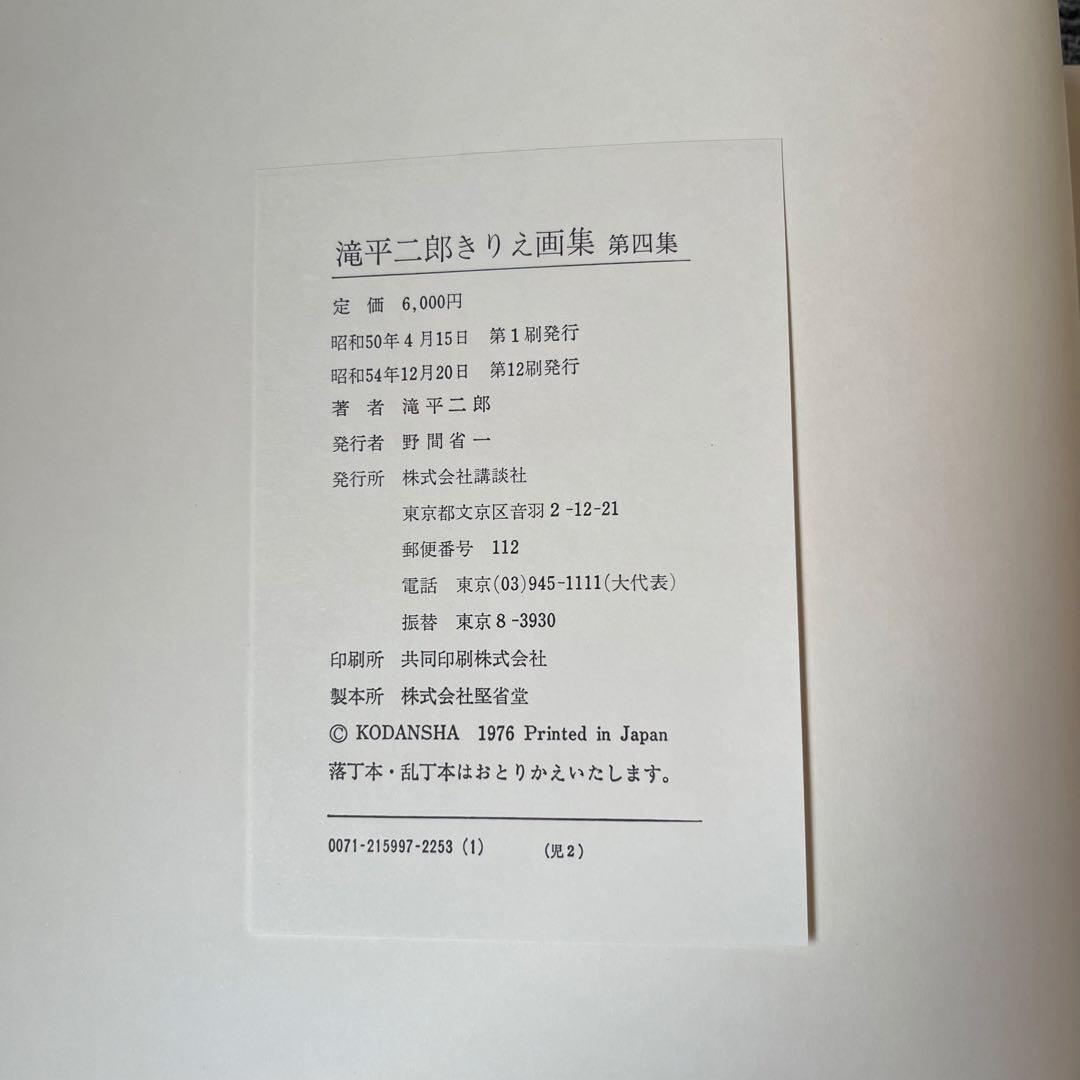 滝平二郎きりえ画集 第四集
定　価　6,000円
昭和50年4月15日　第1刷発行
昭和54年12月20日　第12刷発行
著　者　滝平二郎
発行者　野間省一
発行所　株式会社講談社
東京都文京区音羽2-12-21
郵便番号　112
電話　東京(03)945-1111(大代表)
振替　東京8-3930
印刷所　共同印刷株式会社
製本所　株式会社堅省堂
© KODANSHA　1976 Printed in Japan
落丁本・乱丁本はおとりかえいたします。
0071-215997-2253 (1)　　(児2)